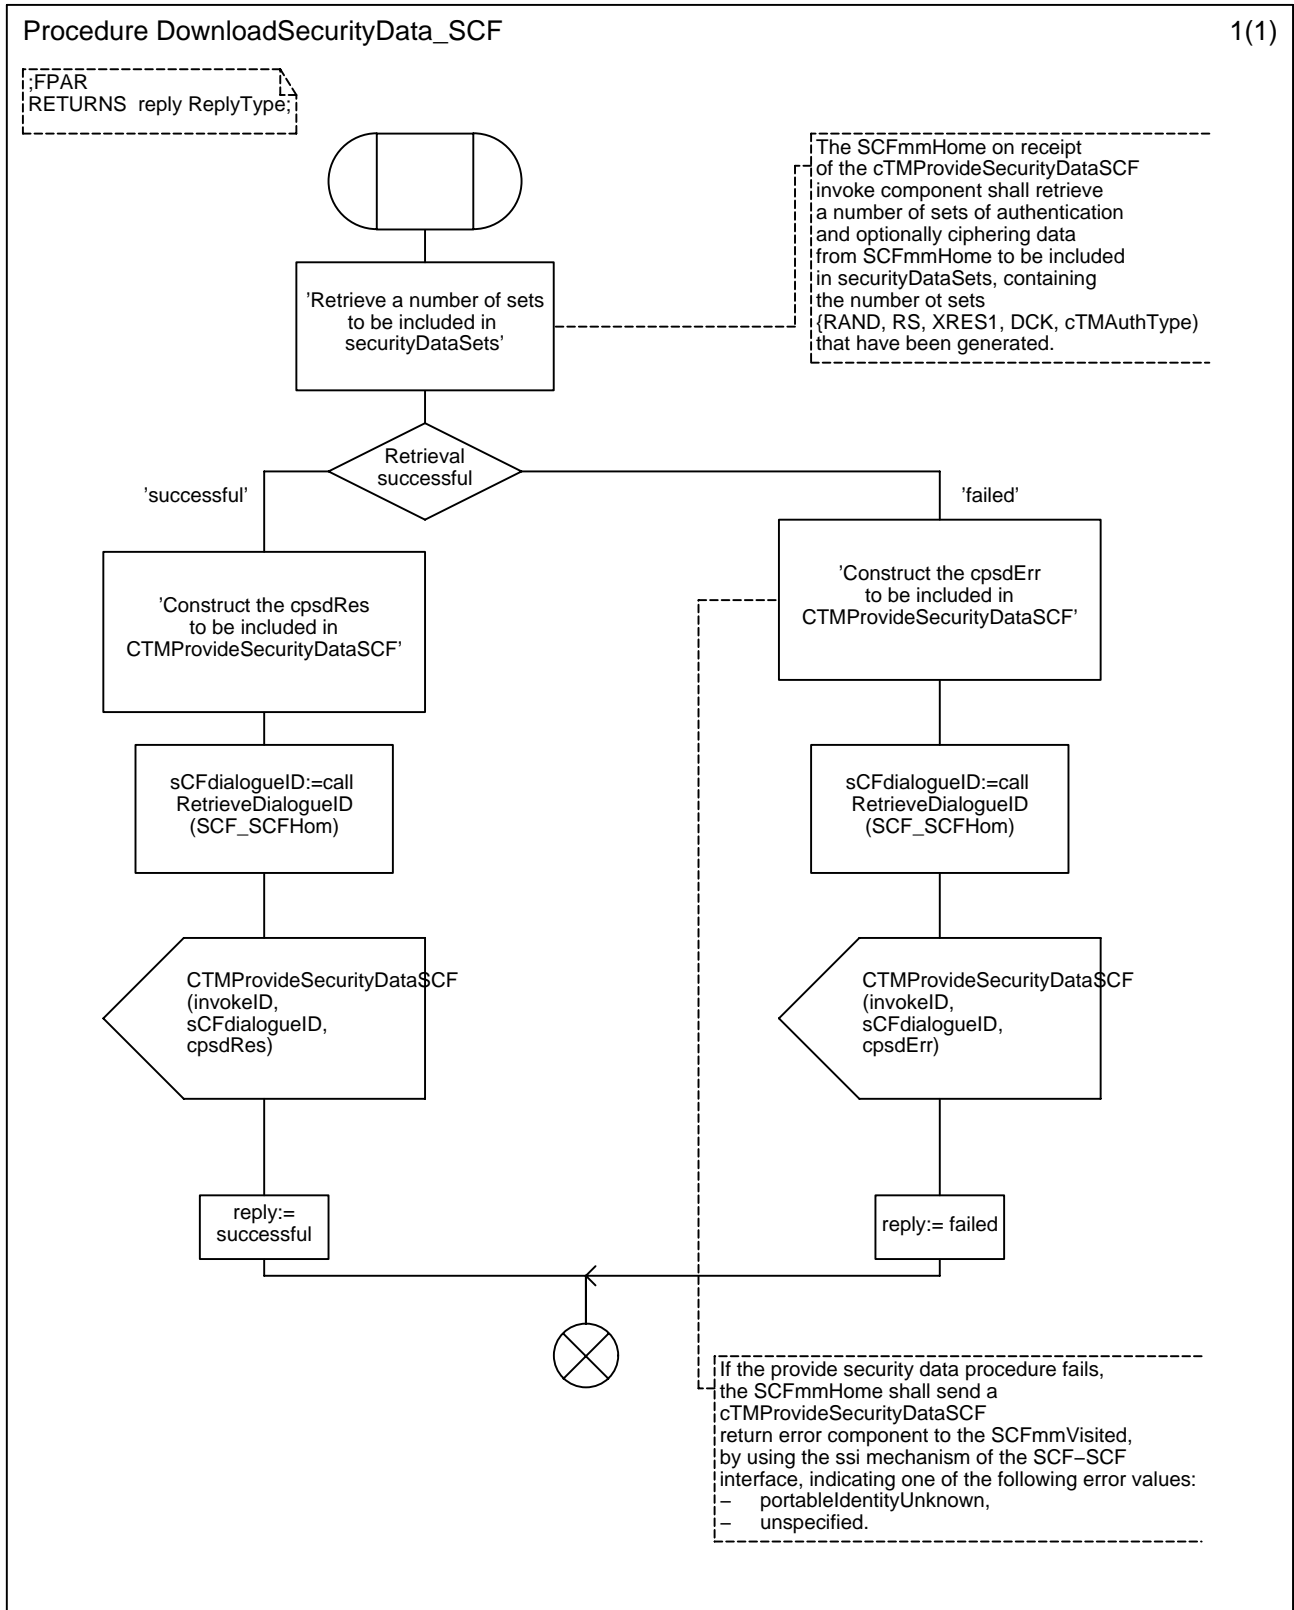 Procedure DownloadSecurityData_SCF
1(1)
;FPAR
RETURNS  reply ReplyType;
The SCFmmHome on receipt
of the cTMProvideSecurityDataSCF
invoke component shall retrieve
a number of sets of authentication
and optionally ciphering data
from SCFmmHome to be included
in securityDataSets, containing
the number ot sets
{RAND, RS, XRES1, DCK, cTMAuthType)
that have been generated.
’Retrieve a number of sets
to be included in
securityDataSets’
Retrieval
successful
’successful’
’failed’
’Construct the cpsdRes
to be included in
CTMProvideSecurityDataSCF’
’Construct the cpsdErr
to be included in
CTMProvideSecurityDataSCF’
sCFdialogueID:=call
RetrieveDialogueID
(SCF_SCFHom)
sCFdialogueID:=call
RetrieveDialogueID
(SCF_SCFHom)
CTMProvideSecurityDataSCF
(invokeID,
sCFdialogueID,
cpsdRes)
CTMProvideSecurityDataSCF
(invokeID,
sCFdialogueID,
cpsdErr)
reply:=
successful
reply:= failed
If the provide security data procedure fails,
the SCFmmHome shall send a
cTMProvideSecurityDataSCF
return error component to the SCFmmVisited,
by using the ssi mechanism of the SCF−SCF
interface, indicating one of the following error values:
− portableIdentityUnknown,
− unspecified.